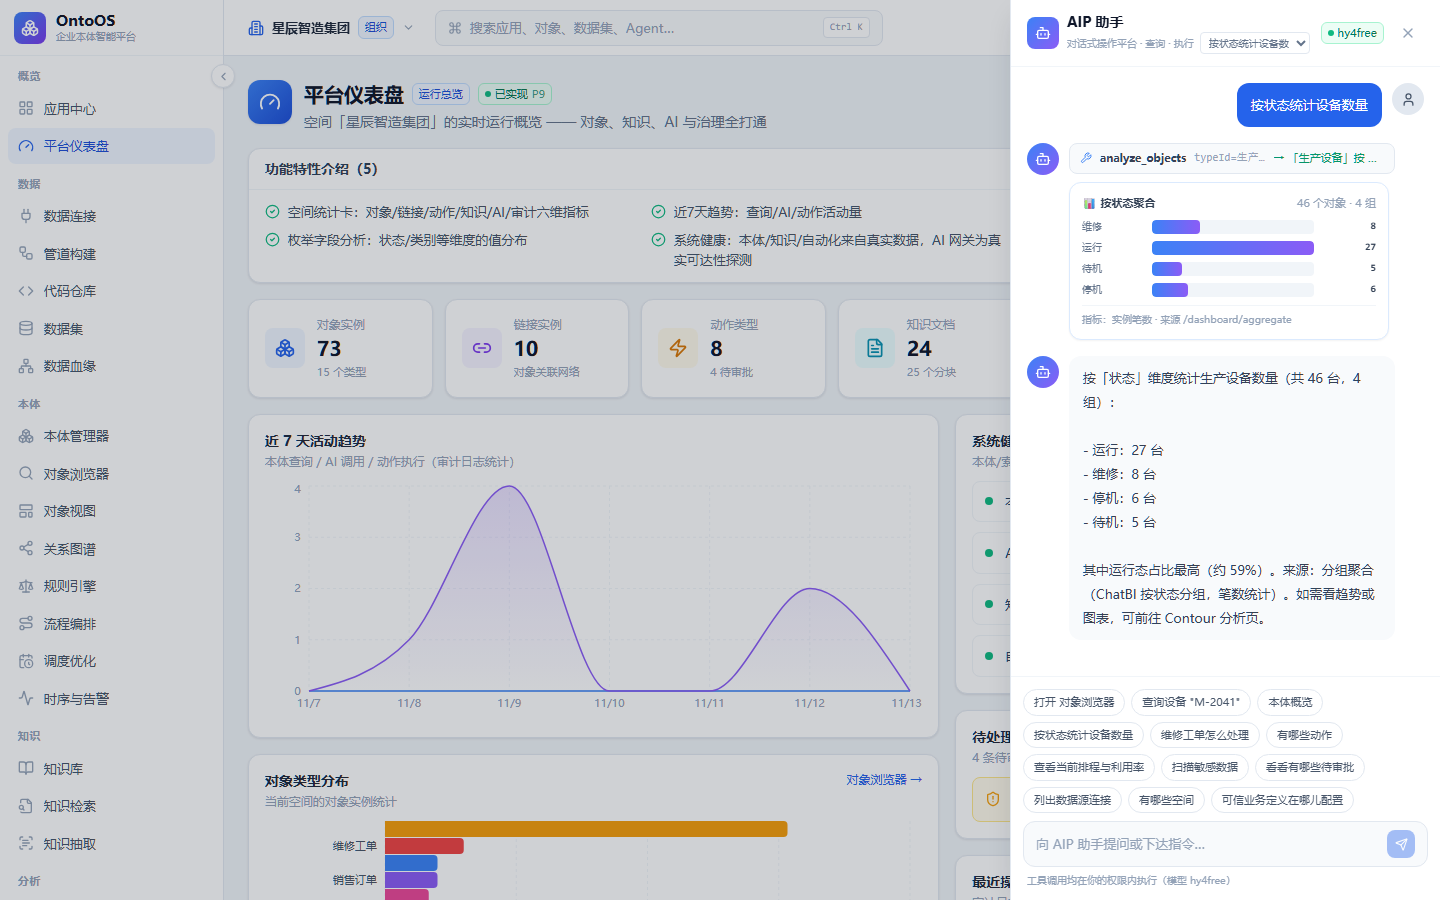 OntoOS
企业本体智能平台
概览
应用中心
平台仪表盘
数据
数据连接
管道构建
代码仓库
数据集
数据血缘
本体
本体管理器
对象浏览器
对象视图
关系图谱
规则引擎
流程编排
调度优化
时序与告警
知识
知识库
知识检索
知识抽取
分析
星辰智造集团 组织
⌘ 搜索应用、对象、数据集、Agent... Ctrl K
平台仪表盘 运行总览 已实现 P9
空间「星辰智造集团」的实时运行概览 —— 对象、知识、AI 与治理全打通
功能特性介绍（5）
空间统计卡：对象/链接/动作/知识/AI/审计六维指标
近7天趋势：查询/AI/动作活动量
枚举字段分析：状态/类别等维度的值分布
系统健康：本体/知识/自动化来自真实数据，AI 网关为真
实可达性探测
对象实例
73
15 个类型
链接实例
10
对象关联网络
动作类型
8
4 待审批
知识文档
24
25 个分块
近 7 天活动趋势
本体查询 / AI 调用 / 动作执行（审计日志统计）
4
3
2
1
0
11/7 11/8 11/9 11/10 11/11 11/12 11/13
系统健
本体/
待处理
4 条待
最近操
对象类型分布
对象浏览器 →
当前空间的对象实例统计
维修工单
销售订单
AIP 助手
对话式操作平台 · 查询 · 执行 按状态统计设备数 hy4free
按状态统计设备数量
analyze_objects typeId=生产… → 「生产设备」按 …
按状态聚合 46 个对象 · 4 组
维修 8
运行 27
待机 5
停机 6
指标：实例笔数 · 来源 /dashboard/aggregate
按「状态」维度统计生产设备数量（共 46 台，4
组）：
- 运行：27 台
- 维修：8 台
- 停机：6 台
- 待机：5 台
其中运行态占比最高（约 59%）。来源：分组聚合
（ChatBI 按状态分组，笔数统计）。如需看趋势或
图表，可前往 Contour 分析页。
打开 对象浏览器 查询设备 "M-2041" 本体概览
按状态统计设备数量 维修工单怎么处理 有哪些动作
查看当前排程与利用率 扫描敏感数据 看看有哪些待审批
列出数据源连接 有哪些空间 可信业务定义在哪儿配置
向 AIP 助手提问或下达指令...
工具调用均在你的权限内执行（模型 hy4free）